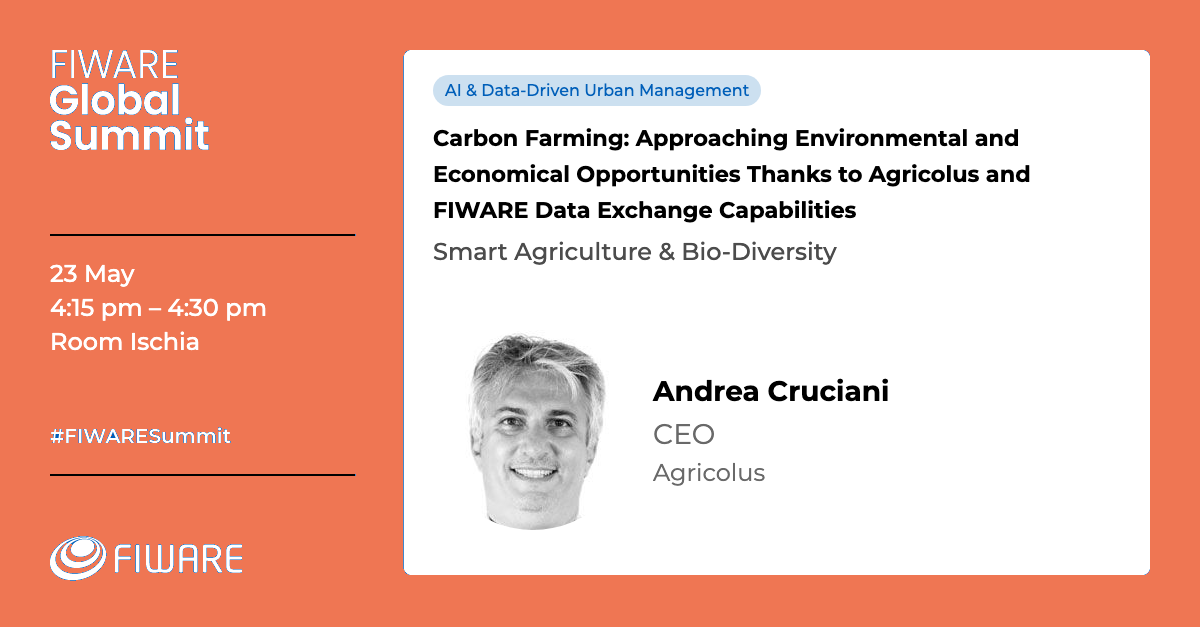 FIWARE
Global
Summit
23 May
4:15 pm – 4:30 pm
Room Ischia
#FIWARESummit
FIWARE
AI & Data-Driven Urban Management
Carbon Farming: Approaching Environmental and
Economical Opportunities Thanks to Agricolus and
FIWARE Data Exchange Capabilities
Smart Agriculture & Bio-Diversity
Andrea Cruciani
CEO
Agricolus